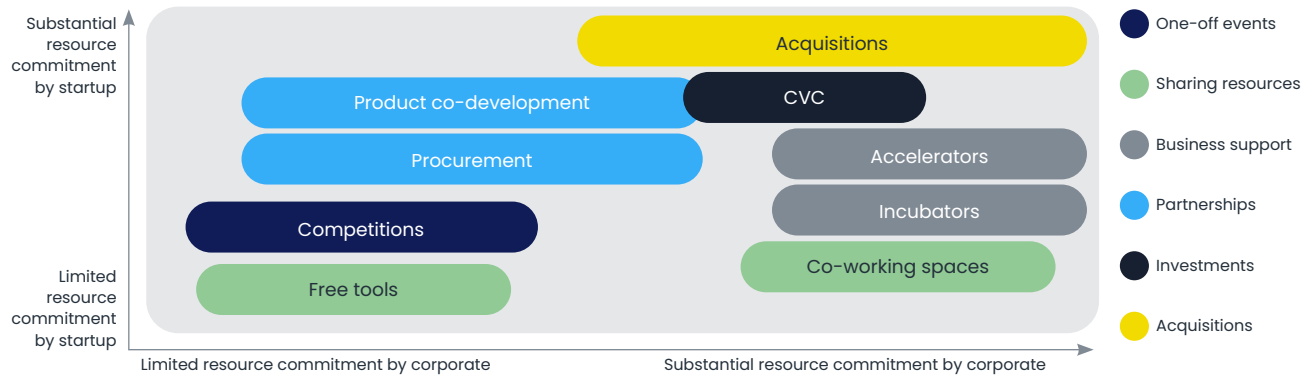 Substantial
resource
commitment
by startup
Acquisitions
Product co-development
CVC
Procurement
Accelerators
Incubators
Competitions
Co-working spaces
Free tools
Limited
resource
commitment
by startup
Limited resource commitment by corporate
Substantial resource commitment by corporate
One-off events
Sharing resources
Business support
Partnerships
Investments
Acquisitions